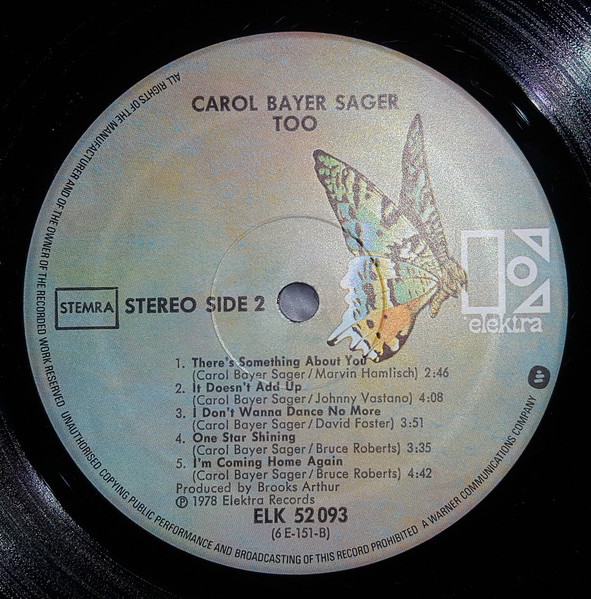 CAROL BAYER SAGER
TOO
STEMRA
STEREO SIDE 2
elektra
1. There's Something About You
(Carol Bayer Sager/Marvin Hamlisch) 2:46
2. It Doesn't Add Up
(Carol Bayer Sager/Johnny Vastano) 4:08
3. I Don't Wanna Dance No More
(Carol Bayer Sager/David Foster) 3:51
4. One Star Shining
(Carol Bayer Sager/Bruce Roberts) 3:35
5. I'm Coming Home Again
(Carol Bayer Sager/Bruce Roberts) 4:42
Produced by Brooks Arthur
Ⓟ 1978 Elektra Records
ELK 52 093
(6 E-151-B)
ALL RIGHTS OF THE MANUFACTURER AND OF THE OWNER OF THE RECORDED WORK RESERVED UNAUTHORISED COPYING PUBLIC PERFORMANCE AND BROADCASTING OF THIS RECORD PROHIBITED A WARNER COMMUNICATIONS COMPANY